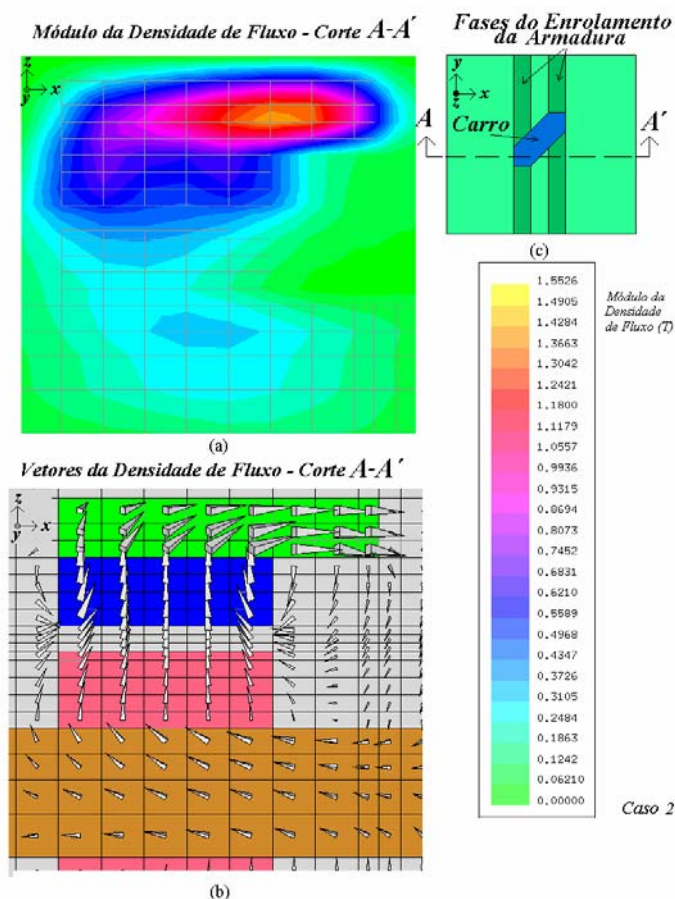 Módulo da Densidade de Fluxo - Corte A-A′
z
y x
(a)
Fases do Enrolamento
da Armadura
y
z x
Carro
A
A′
(c)
Vetores da Densidade de Fluxo - Corte A-A′
z
y x
(b)
1.5526
1.4905
1.4284
1.3663
1.3042
1.2421
1.1800
1.1179
1.0557
0.9936
0.9315
0.8694
0.8073
0.7452
0.6831
0.6210
0.5589
0.4968
0.4347
0.3726
0.3105
0.2484
0.1863
0.1242
0.06210
0.00000
Módulo da
Densidade
de Fluxo (T)
Caso 2